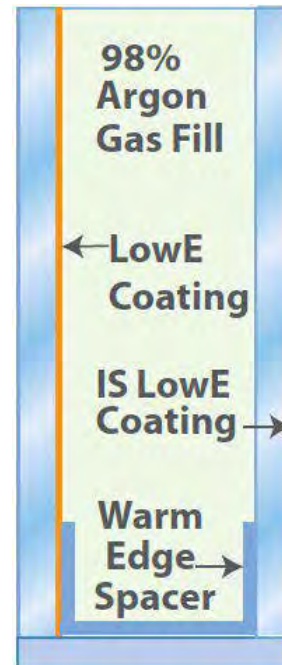 98%
Argon
Gas Fill
LowE
Coating
IS LowE
Coating
Warm
Edge
Spacer